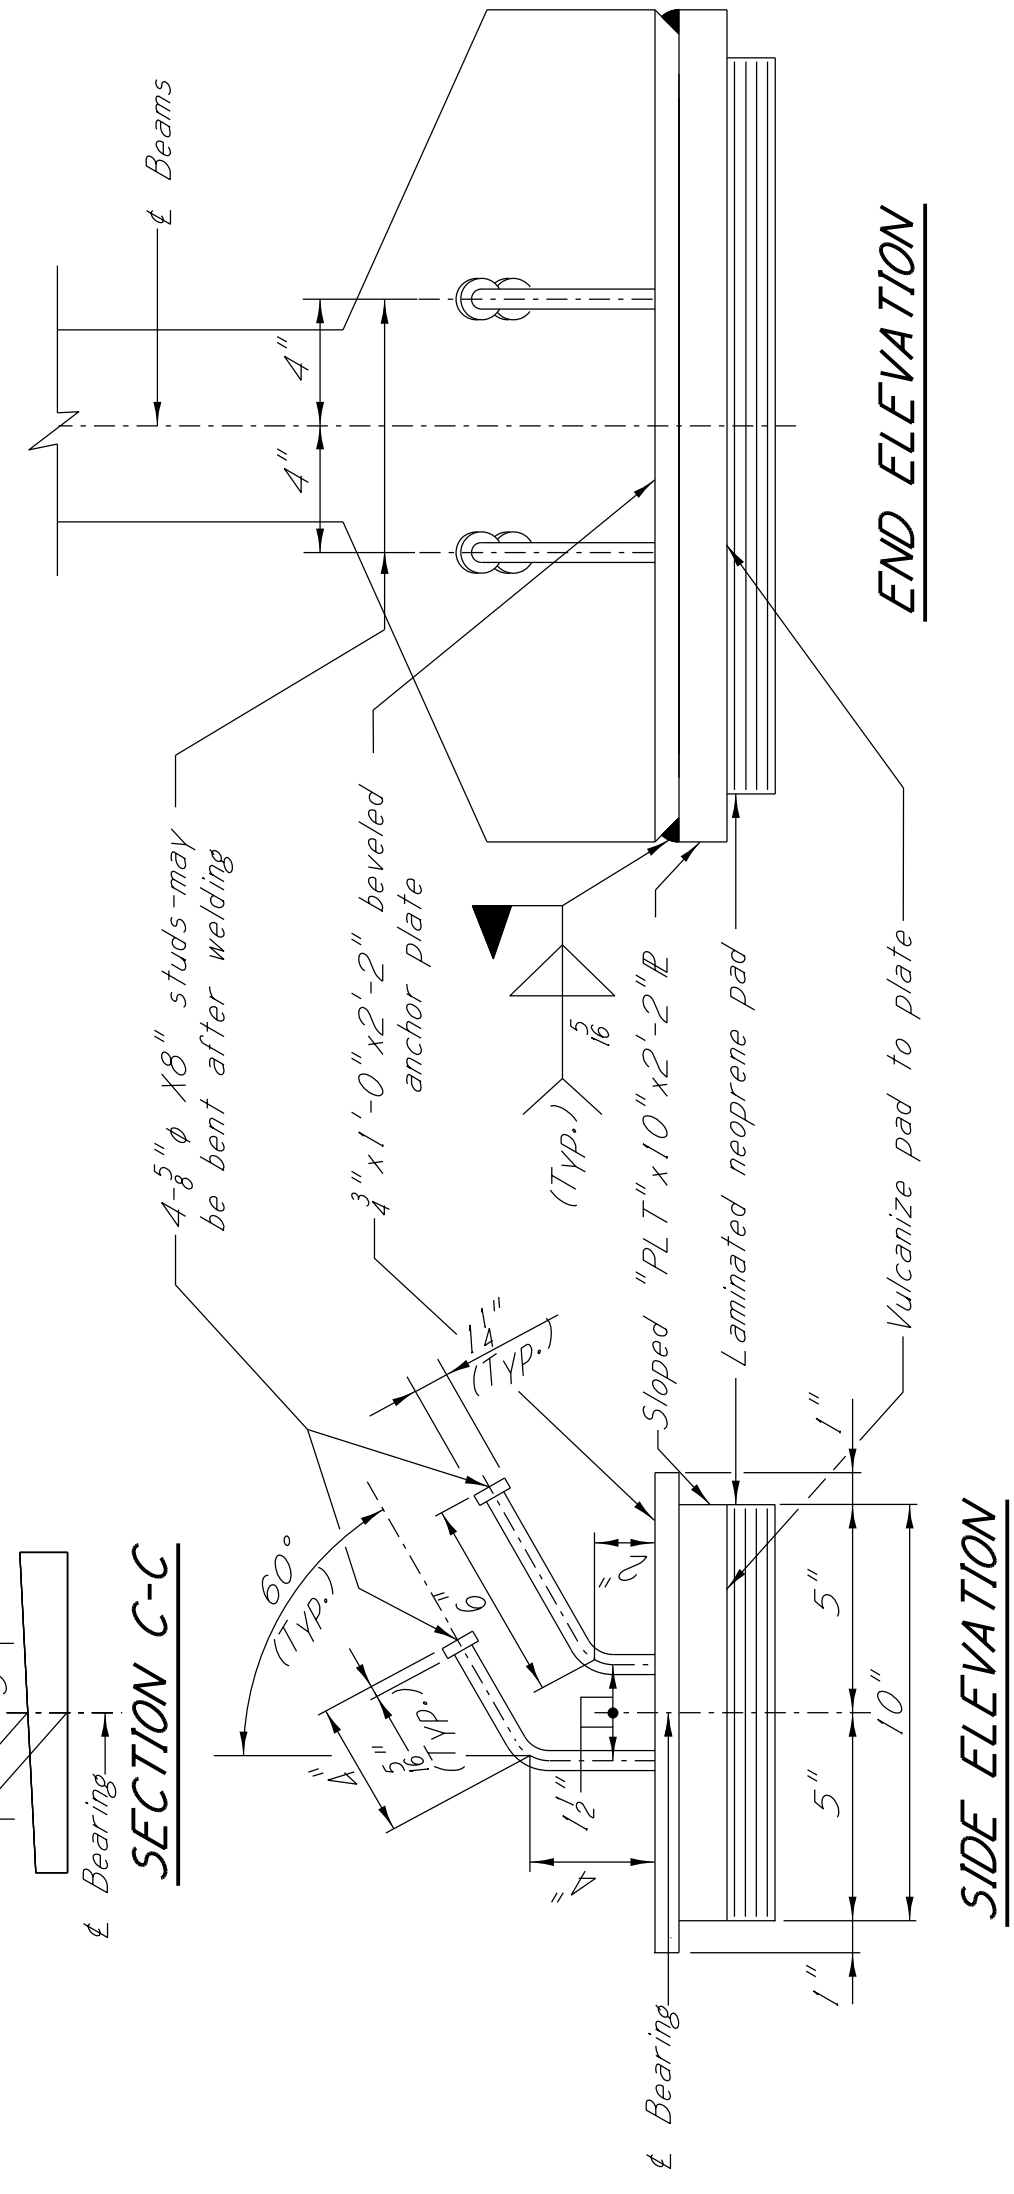 ℄ Bearing
SECTION C-C
4-5/8" ϕ X8" studs-may
be bent after welding
℄ Beams
4"
4"
3/4"x1'-0"x2'-2" beveled
anchor plate
5/16
(TYP.)
Sloped "PL T"x10"x2'-2"℄
Laminated neoprene pad
Vulcanize pad to plate
END ELEVATION
60°
(TYP.)
1 1/4"
(TYP.)
6"
4"
5/16"
(TYP.)
2"
1 1/2"
4"
℄ Bearing
1"
5"
5"
1"
10"
SIDE ELEVATION